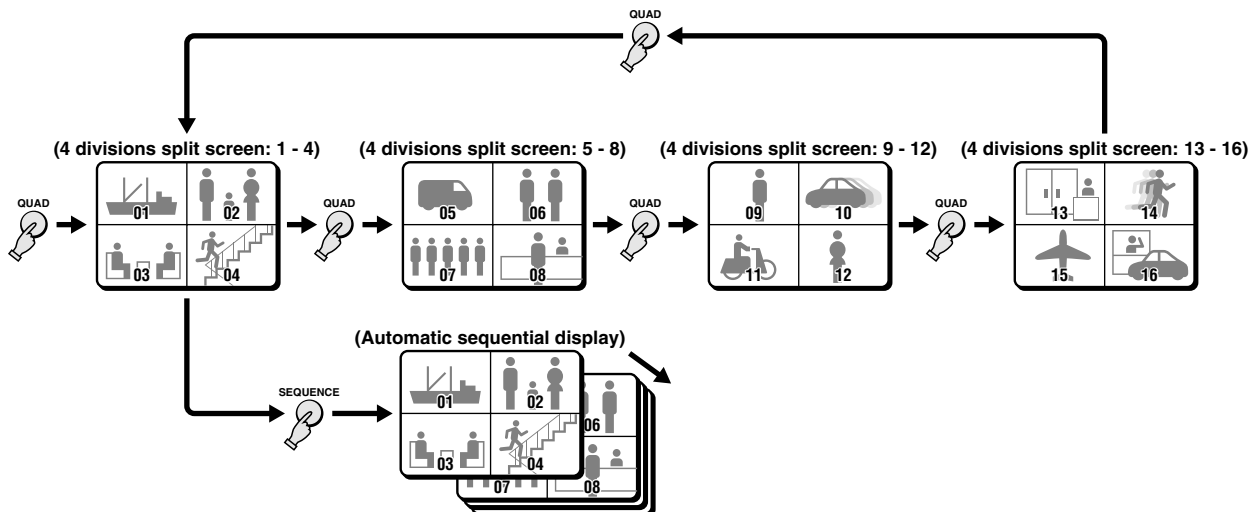 QUAD
(4 divisions split screen: 1 - 4)
(4 divisions split screen: 5 - 8)
(4 divisions split screen: 9 - 12)
(4 divisions split screen: 13 - 16)
QUAD
01
02
03
04
QUAD
05
06
07
08
QUAD
09
10
11
12
QUAD
13
14
15
16
(Automatic sequential display)
SEQUENCE
01
02
03
04
06
07
08